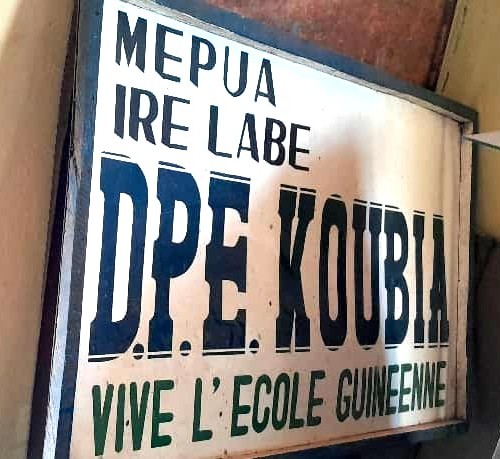 MEPUA
IRE LABE
D.P.E. KOUBIA
VIVE L'ECOLE GUINEENNE